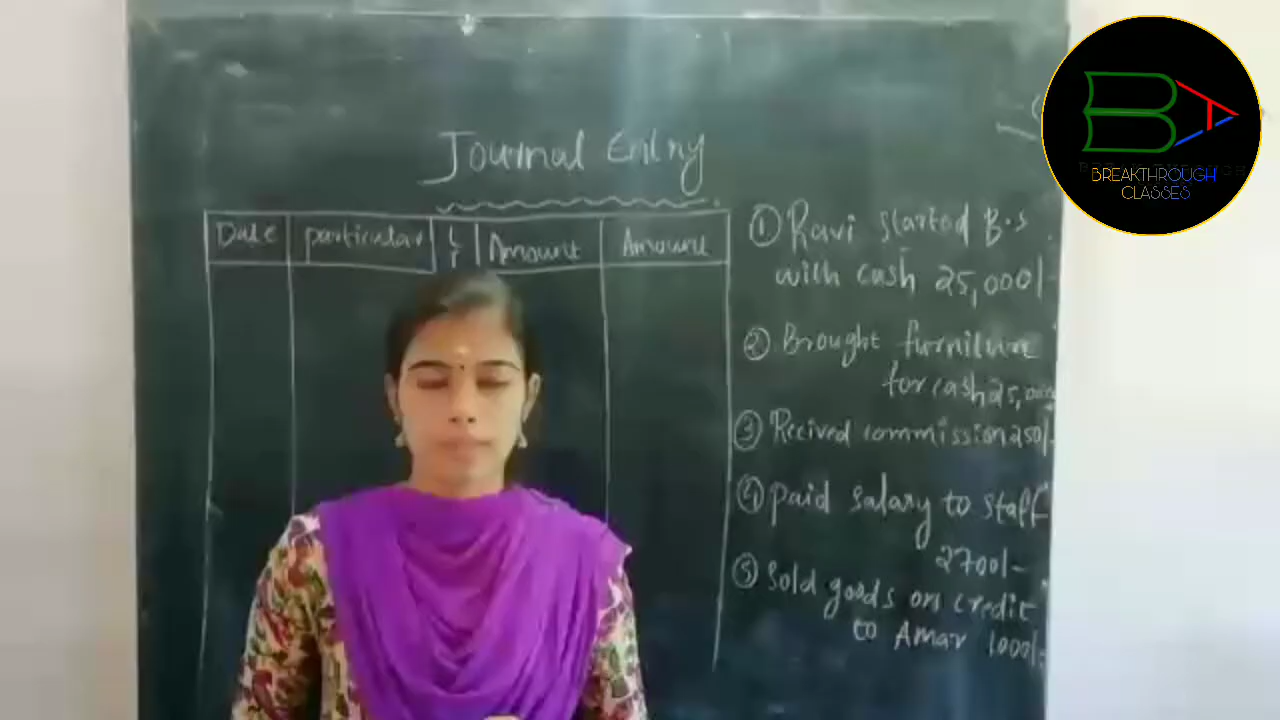 Journal Entry
Date particular L F Amount Amount
① Ravi started B.s
with cash 25,000/-
② Brought furniture
for cash 25,000
③ Recived commission 250/-
④ paid salary to staff
2700/-
⑤ Sold goods on credit
to Amar 1000/-
BREAKTHROUGH
CLASSES